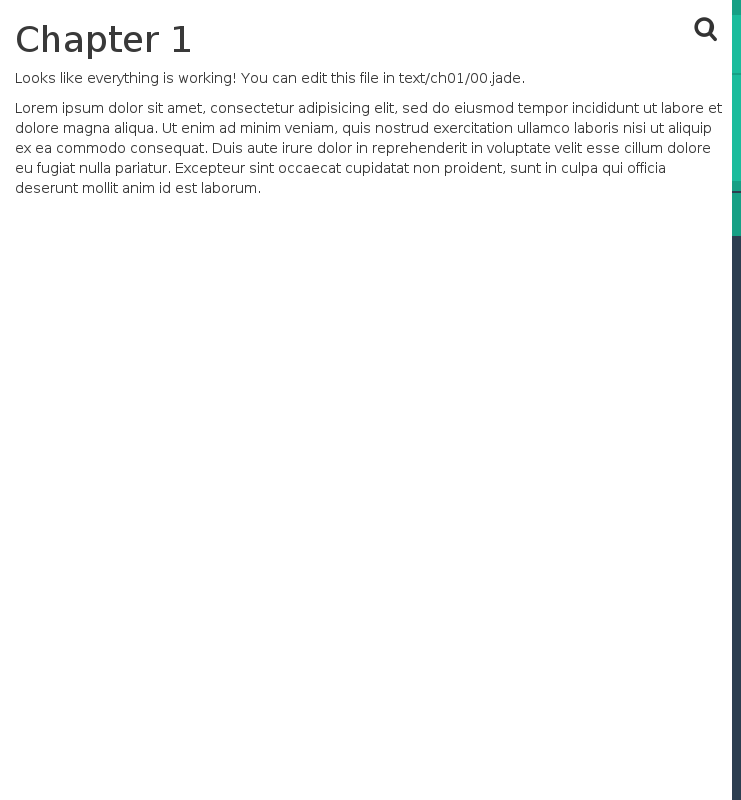 Chapter 1
Looks like everything is working! You can edit this file in text/ch01/00.jade.
Lorem ipsum dolor sit amet, consectetur adipisicing elit, sed do eiusmod tempor incididunt ut labore et
dolore magna aliqua. Ut enim ad minim veniam, quis nostrud exercitation ullamco laboris nisi ut aliquip
ex ea commodo consequat. Duis aute irure dolor in reprehenderit in voluptate velit esse cillum dolore
eu fugiat nulla pariatur. Excepteur sint occaecat cupidatat non proident, sunt in culpa qui officia
deserunt mollit anim id est laborum.